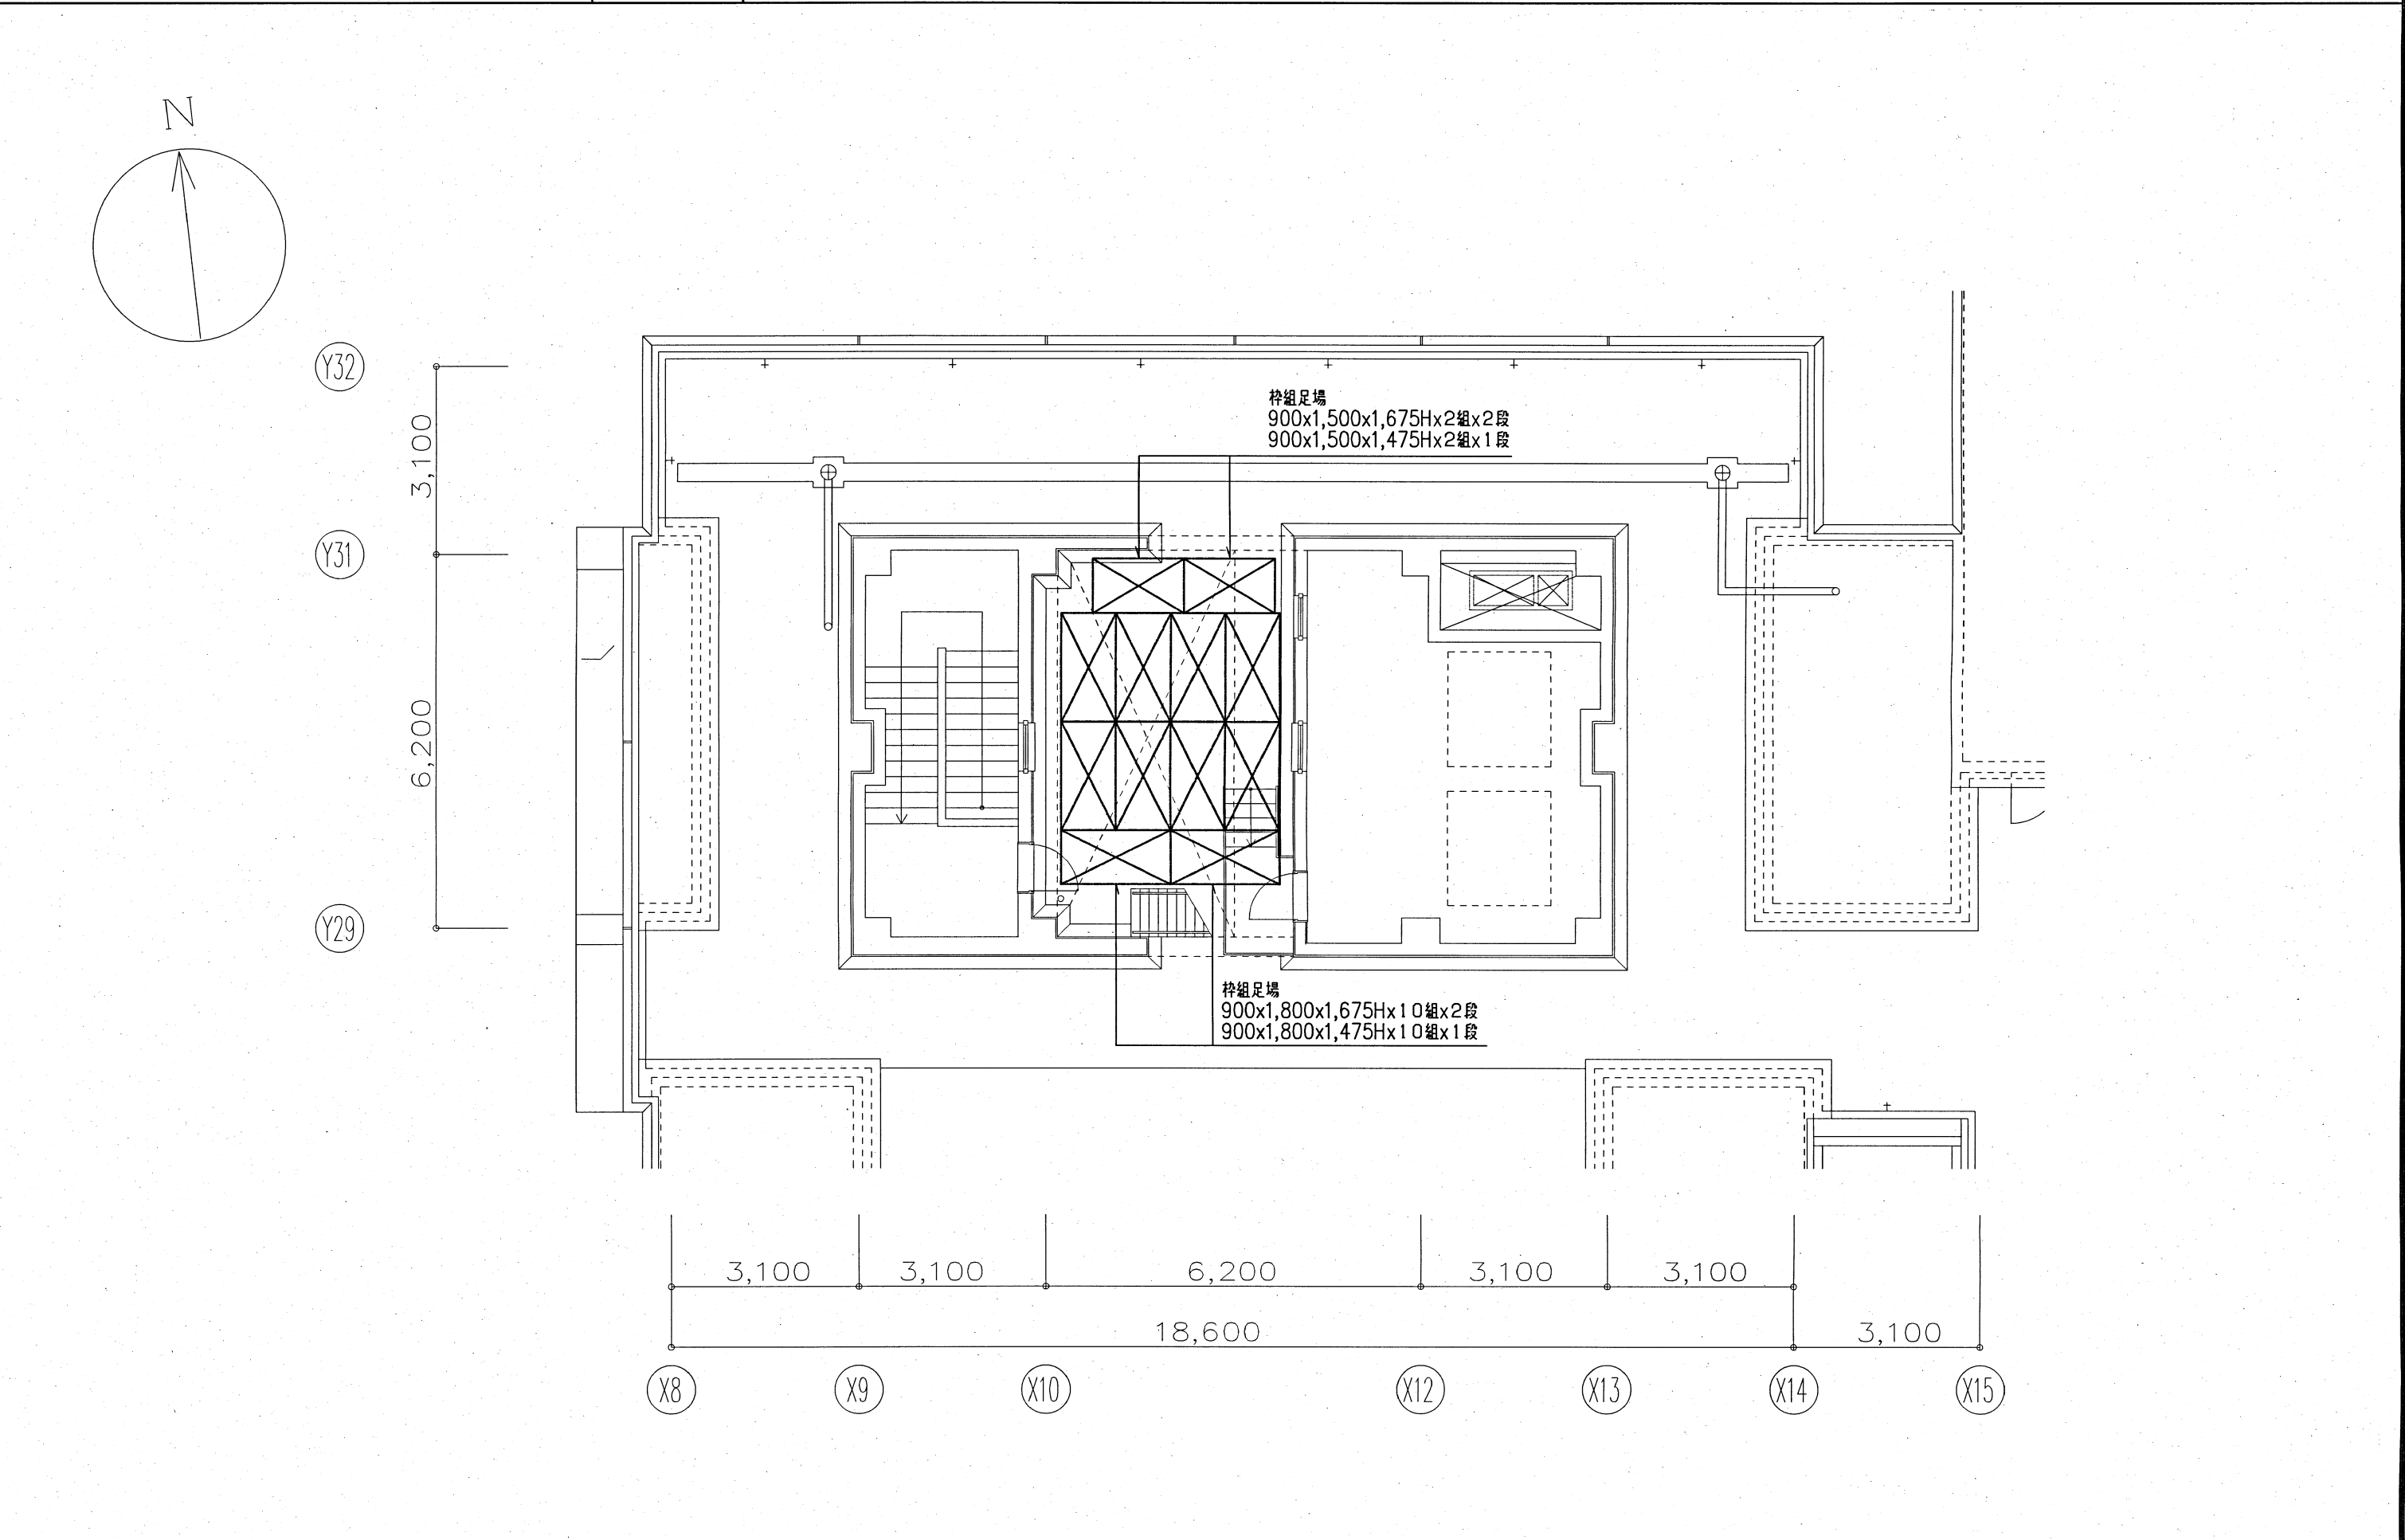 N
Y32
3,100
Y31
6,200
Y29
枠組足場
900x1,500x1,675Hx2組x2段
900x1,500x1,475Hx2組x1段
枠組足場
900x1,800x1,675Hx10組x2段
900x1,800x1,475Hx10組x1段
3,100
3,100
6,200
3,100
3,100
18,600
3,100
X8
X9
X10
X12
X13
X14
X15